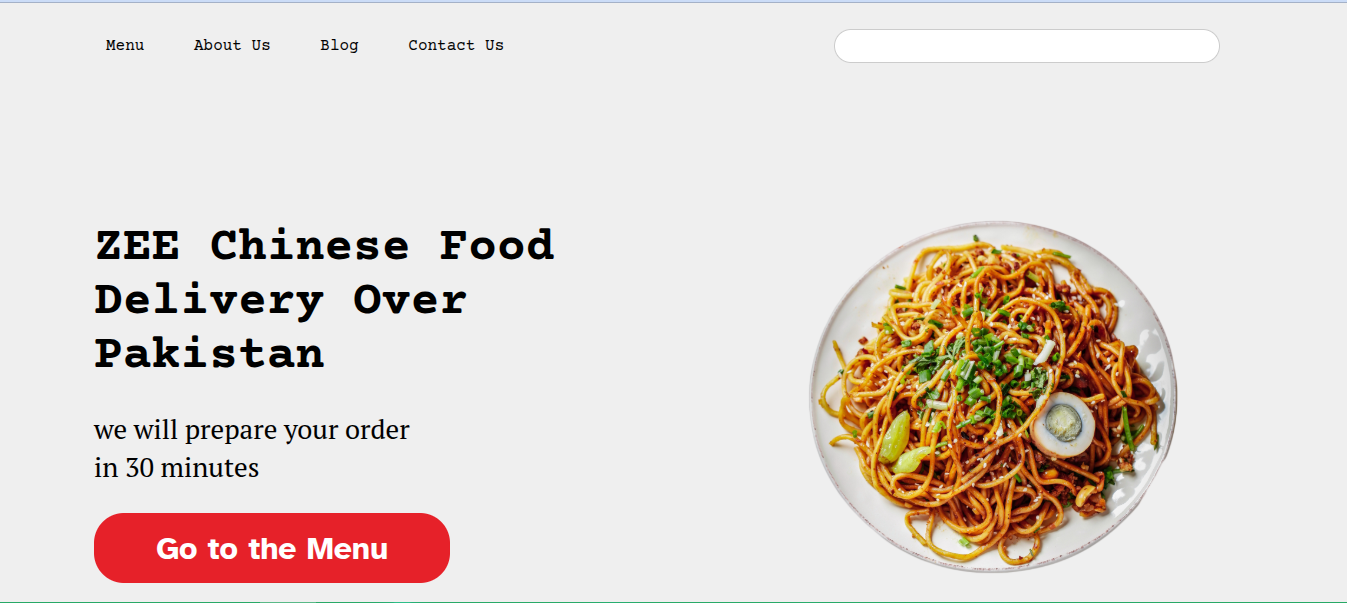 Menu About Us Blog Contact Us
ZEE Chinese Food
Delivery Over
Pakistan
we will prepare your order
in 30 minutes
Go to the Menu